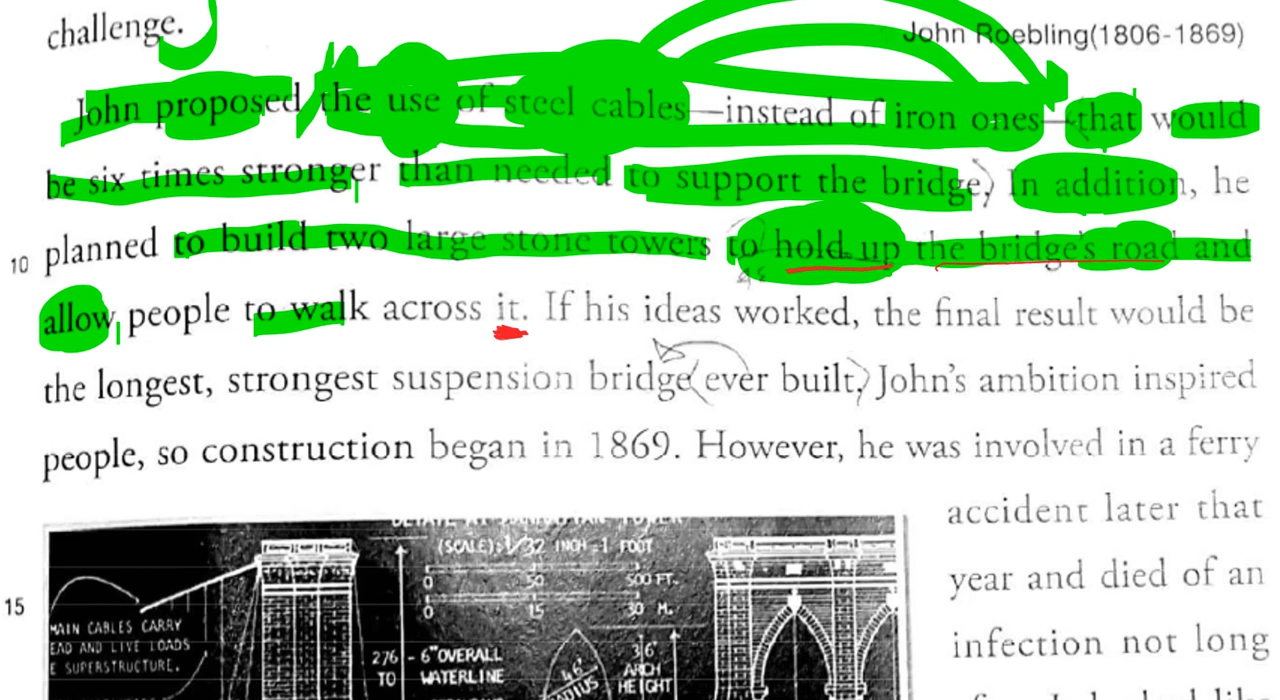 challenge.
John Roebling(1806-1869)
John proposed the use of steel cables—instead of iron ones—that would
be six times stronger than needed to support the bridge. In addition, he
planned to build two large stone towers to hold up the bridge's road and
10
allow people to walk across it. If his ideas worked, the final result would be
the longest, strongest suspension bridge ever built. John's ambition inspired
people, so construction began in 1869. However, he was involved in a ferry
accident later that
year and died of an
infection not long
15
(SCALE): 1/32 INCH = 1 FOOT
0 50 500 FT.
0 15 30 M.
MAIN CABLES CARRY
EAD AND LIVE LOADS
E SUPERSTRUCTURE.
276 - 6" OVERALL
TO WATERLINE
46'
RADIUS
36'
ARCH
HEIGHT